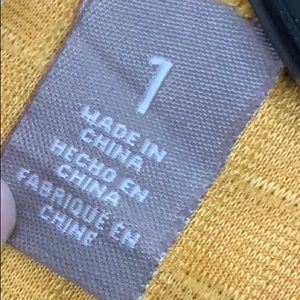 1
MADE IN
CHINA
HECHO EN
CHINA
FABRIQUÉ EN
CHINE